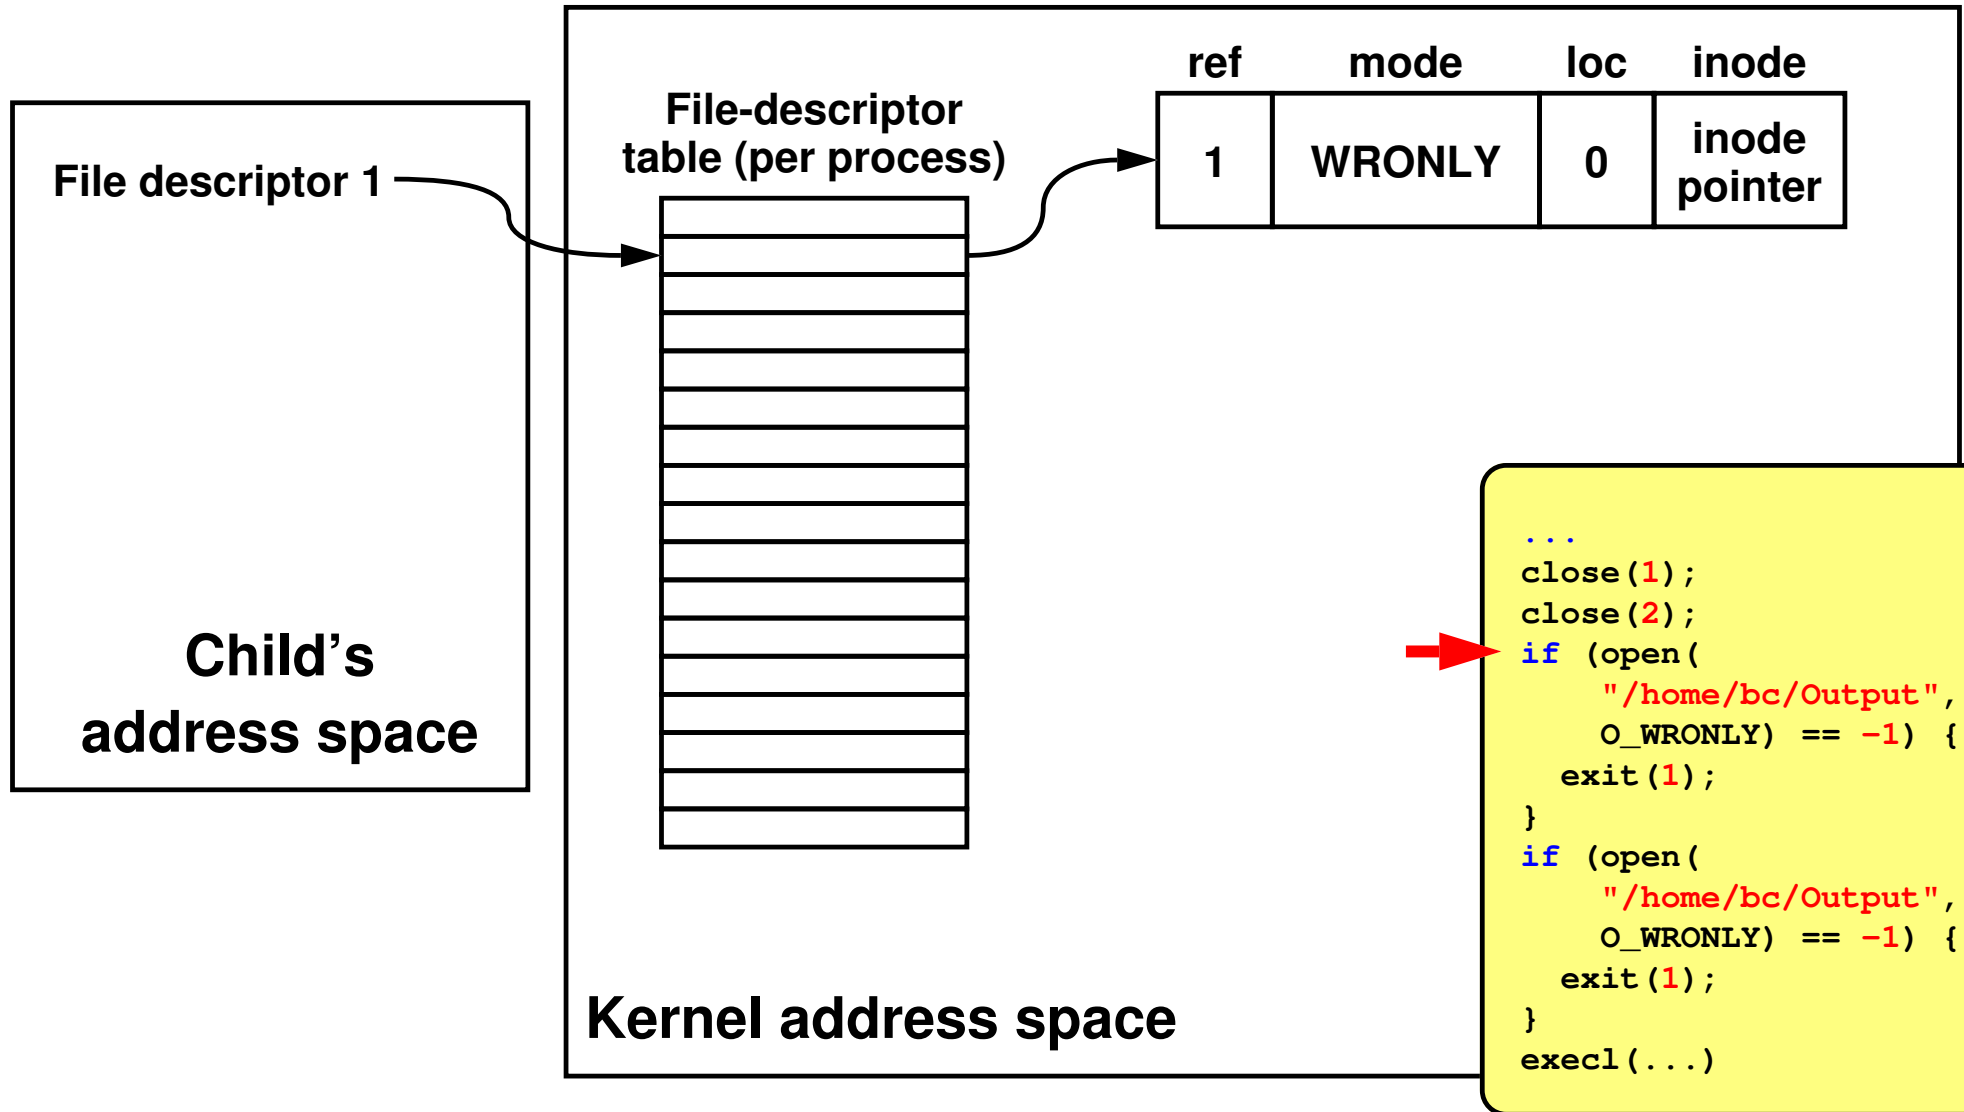 ref mode loc inode
File-descriptor
table (per process)
1 WRONLY 0 inode
pointer
File descriptor 1
Child’s
address space
Kernel address space
...
close(1);
close(2);
if (open(
"/home/bc/Output",
O_WRONLY) == −1) {
exit(1);
}
if (open(
"/home/bc/Output",
O_WRONLY) == −1) {
exit(1);
}
execl(...)